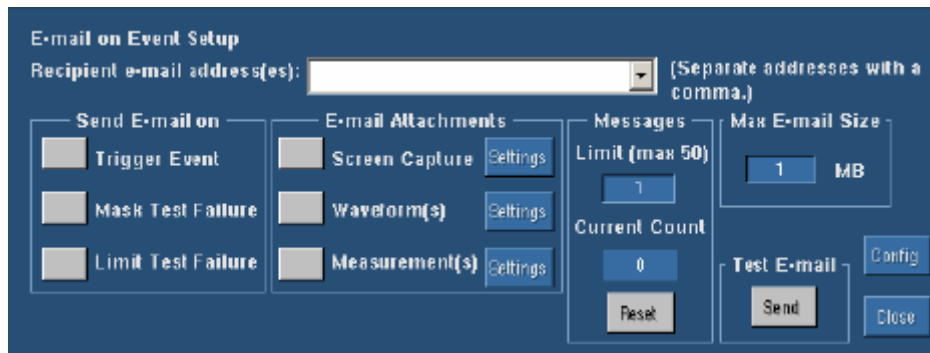 E-mail on Event Setup
Recipient e-mail address(es):
(Separate addresses with a
comma.)
Send E-mail on
Trigger Event
Mask Test Failure
Limit Test Failure
E-mail Attachments
Screen Capture Settings
Waveform(s) Settings
Measurement(s) Settings
Messages
Limit (max 50)
1
Current Count
0
Reset
Max E-mail Size
1 MB
Test E-mail
Send
Config
Close